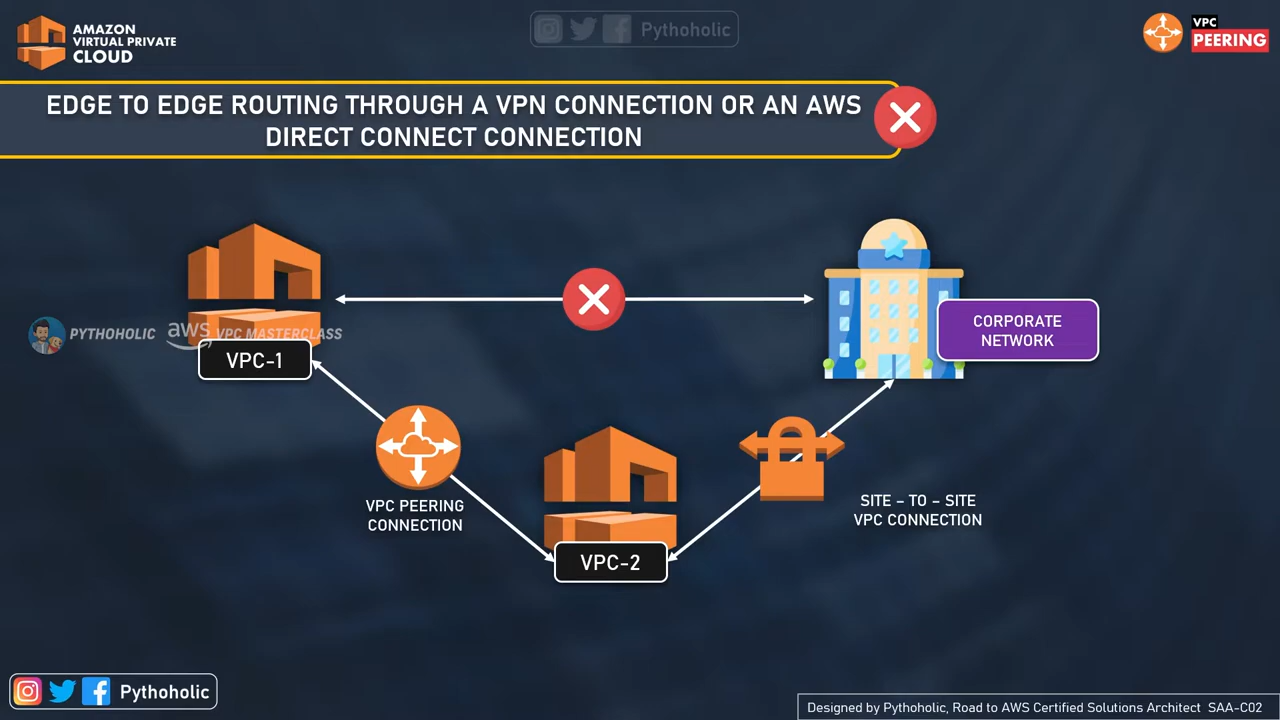 AMAZON
VIRTUAL PRIVATE
CLOUD
Pythoholic
VPC
PEERING
EDGE TO EDGE ROUTING THROUGH A VPN CONNECTION OR AN AWS
DIRECT CONNECT CONNECTION
PYTHOHOLIC aws VPC MASTERCLASS
VPC-1
CORPORATE
NETWORK
VPC PEERING
CONNECTION
SITE – TO – SITE
VPC CONNECTION
VPC-2
Pythoholic
Designed by Pythoholic, Road to AWS Certified Solutions Architect SAA-C02